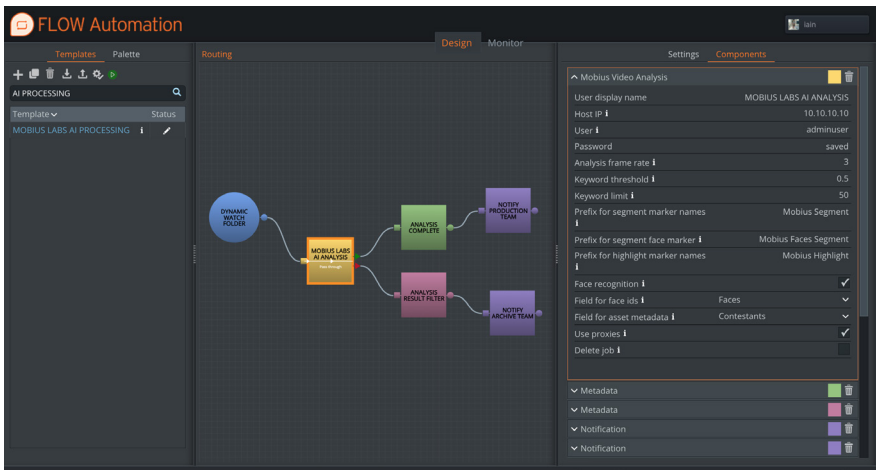 FLOW Automation
iain
Design
Monitor
Templates
Palette
Routing
Settings
Components
AI PROCESSING
Template
Status
MOBIUS LABS AI PROCESSING i
DYNAMIC
WATCH
FOLDER
MOBIUS LABS
AI ANALYSIS
Pass through
ANALYSIS
COMPLETE
NOTIFY
PRODUCTION
TEAM
ANALYSIS
RESULT FILTER
NOTIFY
ARCHIVE TEAM
Mobius Video Analysis
User display name MOBIUS LABS AI ANALYSIS
Host IP i 10.10.10.10
User i adminuser
Password saved
Analysis frame rate i 3
Keyword threshold i 0.5
Keyword limit i 50
Prefix for segment marker names Mobius Segment
i
Prefix for segment face marker i Mobius Faces Segment
Prefix for highlight marker names Mobius Highlight
i
Face recognition i
Field for face ids i Faces
Field for asset metadata i Contestants
Use proxies i
Delete job i
Metadata
Metadata
Notification
Notification